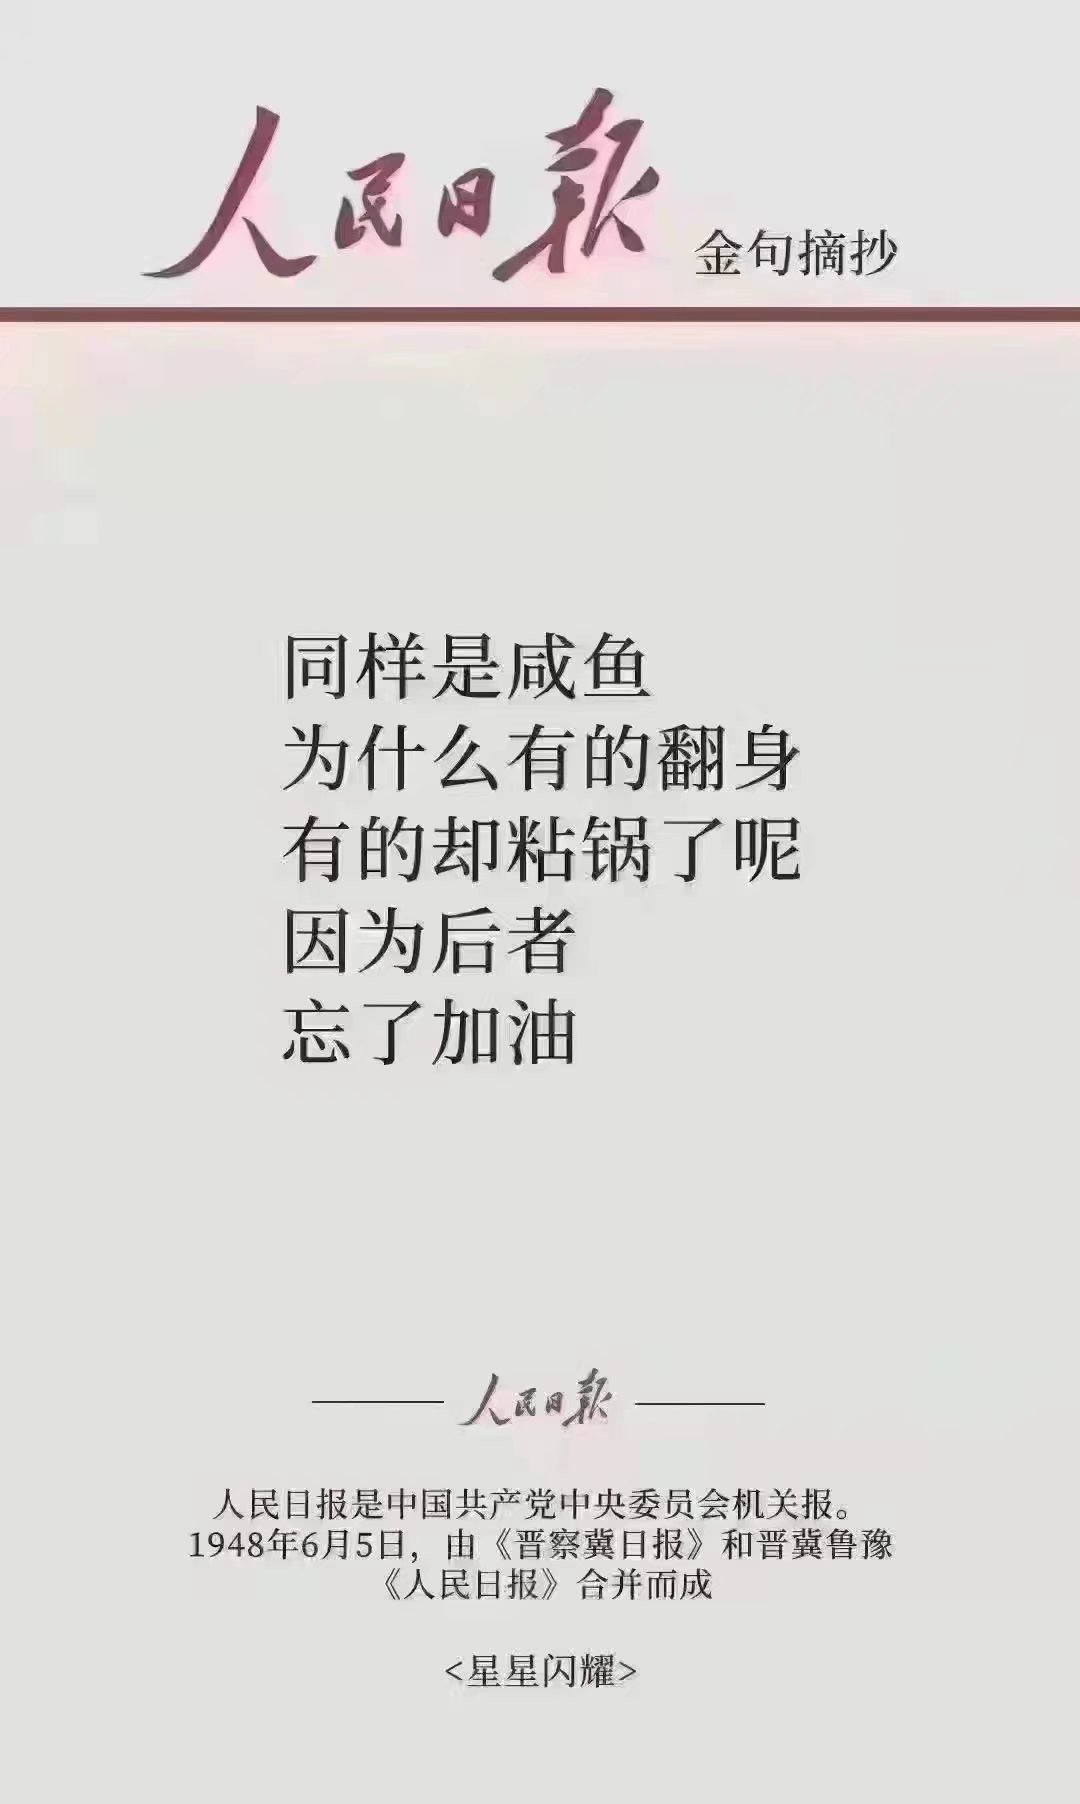 人民日報 金句摘抄
同样是咸鱼
为什么有的翻身
有的却粘锅了呢
因为后者
忘了加油
人民日報
人民日报是中国共产党中央委员会机关报。
1948年6月5日，由《晋察冀日报》和晋冀鲁豫
《人民日报》合并而成
<星星闪耀>